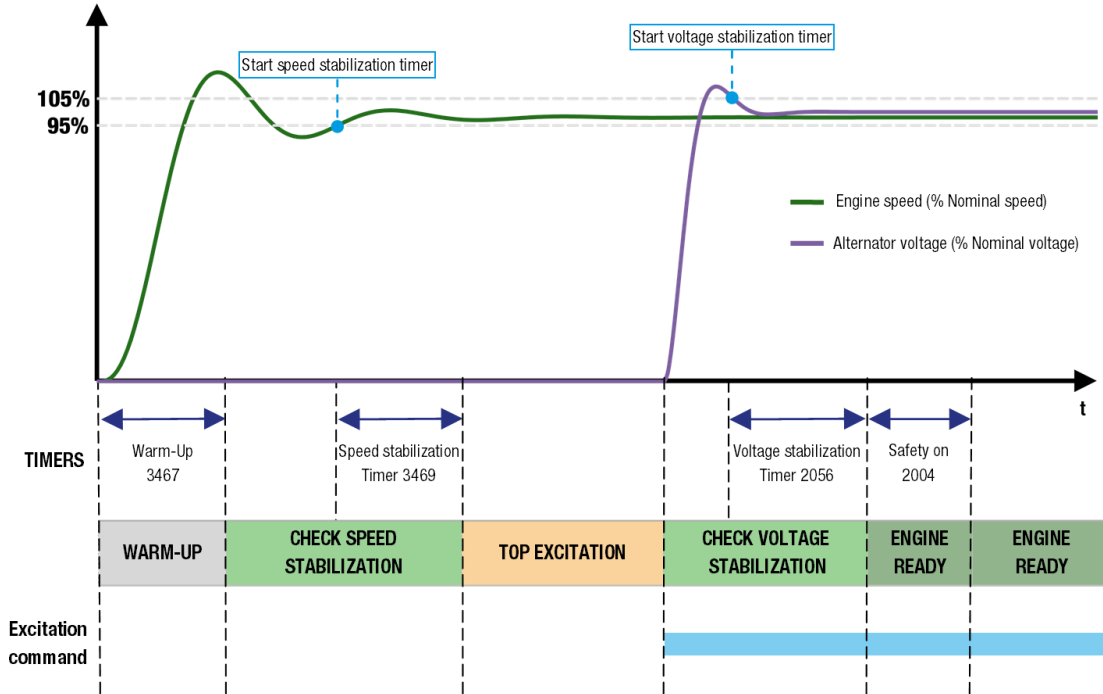 Start voltage stabilization timer
Start speed stabilization timer
105%
95%
Engine speed (% Nominal speed)
Alternator voltage (% Nominal voltage)
t
TIMERS
Warm-Up
3467
Speed stabilization
Timer 3469
Voltage stabilization
Timer 2056
Safety on
2004
WARM-UP
CHECK SPEED
STABILIZATION
TOP EXCITATION
CHECK VOLTAGE
STABILIZATION
ENGINE
READY
ENGINE
READY
Excitation
command